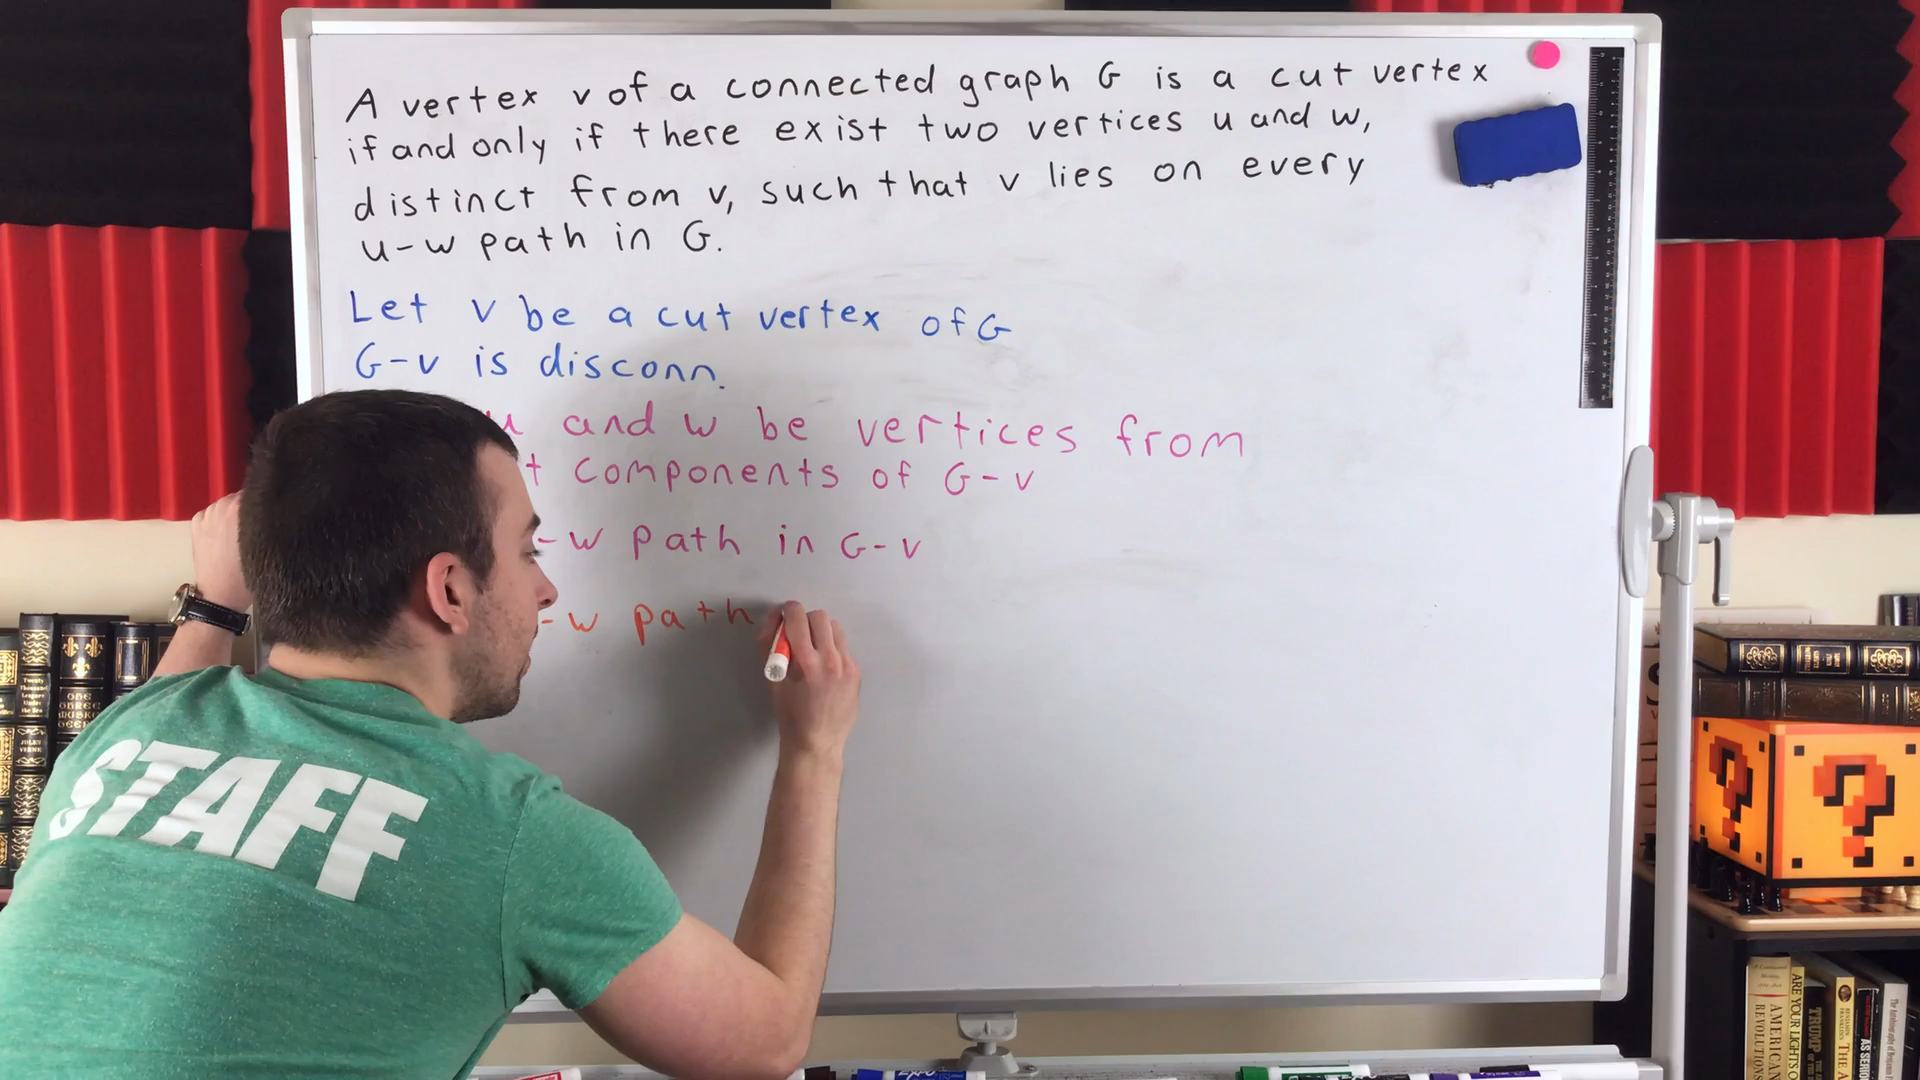 A vertex v of a connected graph G is a cut vertex
if and only if there exist two vertices u and w,
distinct from v, such that v lies on every
u-w path in G.
Let v be a cut vertex of G
G-v is disconn.
u and w be vertices from
t components of G-v
-w path in G-v
-w path
STAFF